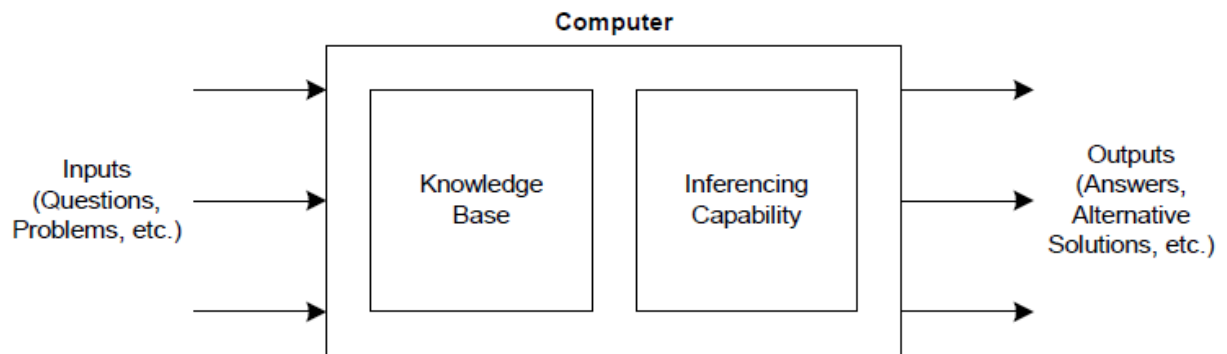 Computer
Inputs
(Questions,
Problems, etc.)
Knowledge
Base
Inferencing
Capability
Outputs
(Answers,
Alternative
Solutions, etc.)